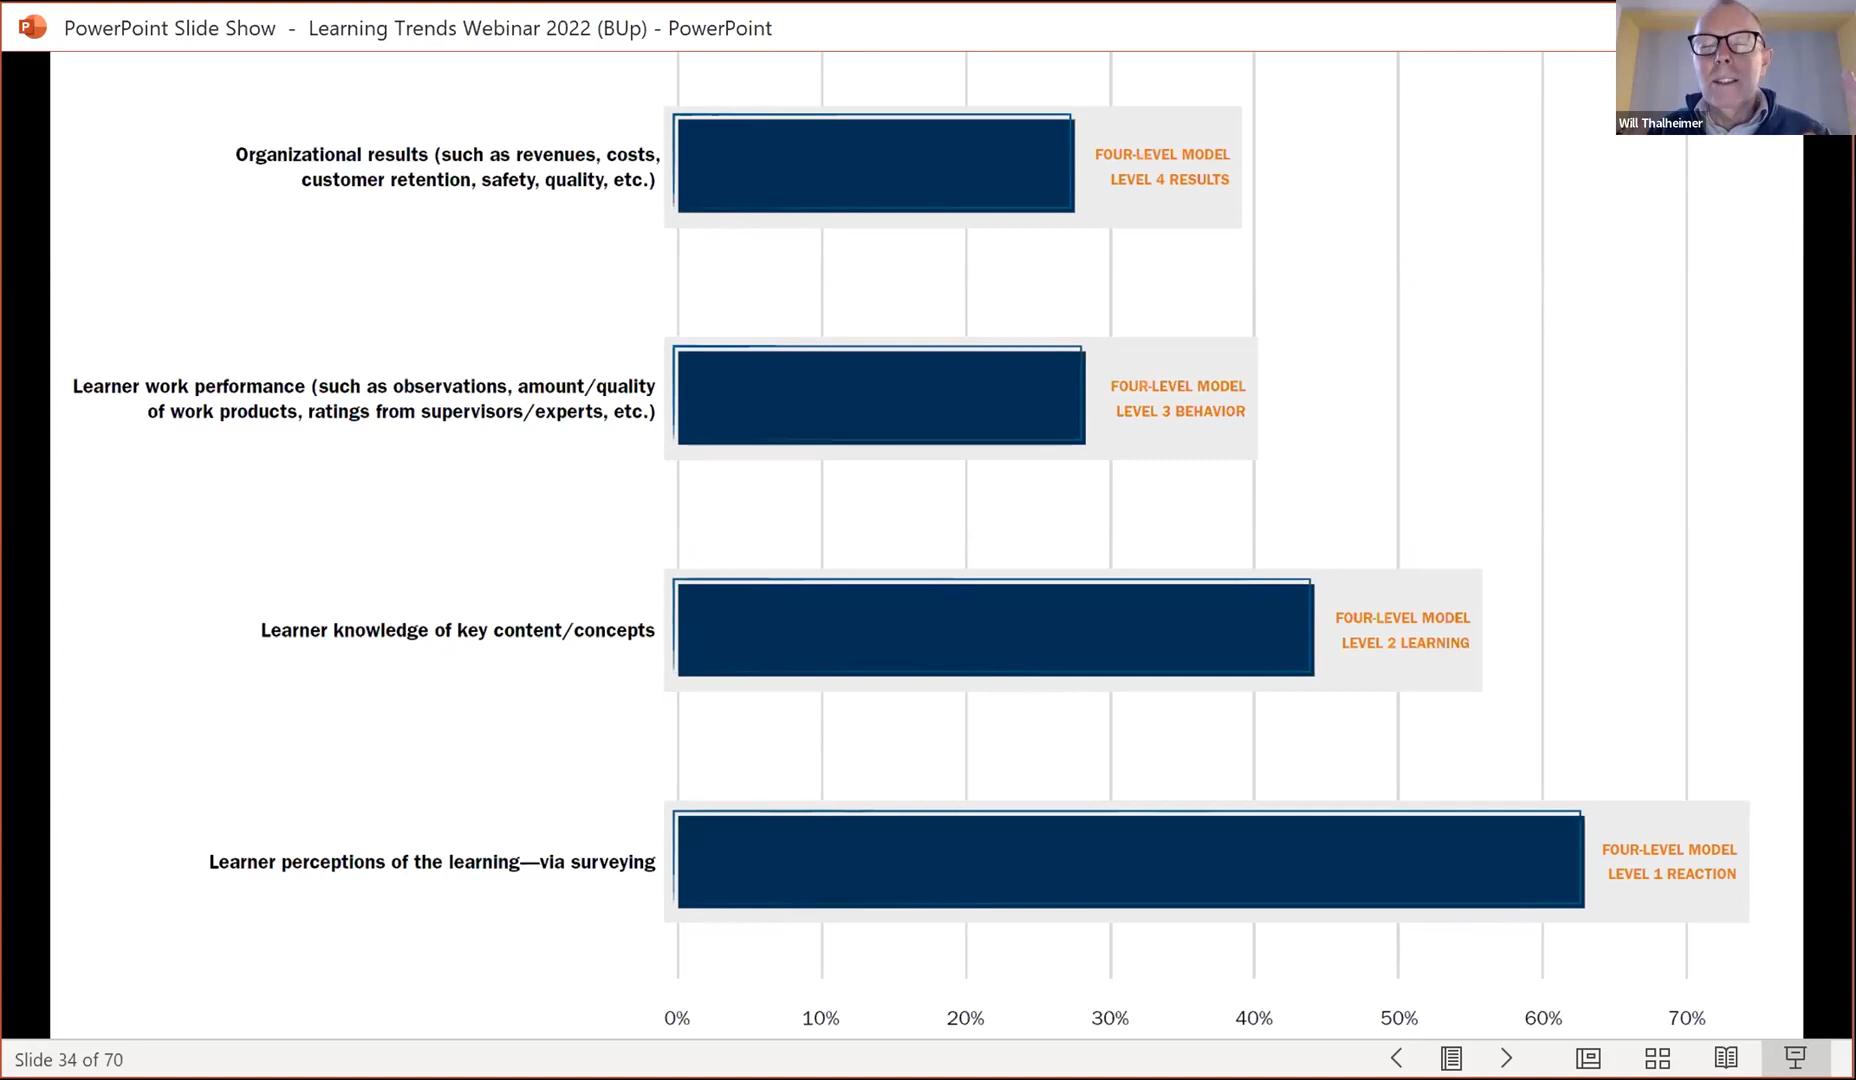 PowerPoint Slide Show - Learning Trends Webinar 2022 (BUp) - PowerPoint
Will Thalheimer
Organizational results (such as revenues, costs,
customer retention, safety, quality, etc.)
FOUR-LEVEL MODEL
LEVEL 4 RESULTS
Learner work performance (such as observations, amount/quality
of work products, ratings from supervisors/experts, etc.)
FOUR-LEVEL MODEL
LEVEL 3 BEHAVIOR
Learner knowledge of key content/concepts
FOUR-LEVEL MODEL
LEVEL 2 LEARNING
Learner perceptions of the learning—via surveying
FOUR-LEVEL MODEL
LEVEL 1 REACTION
0% 10% 20% 30% 40% 50% 60% 70%
Slide 34 of 70